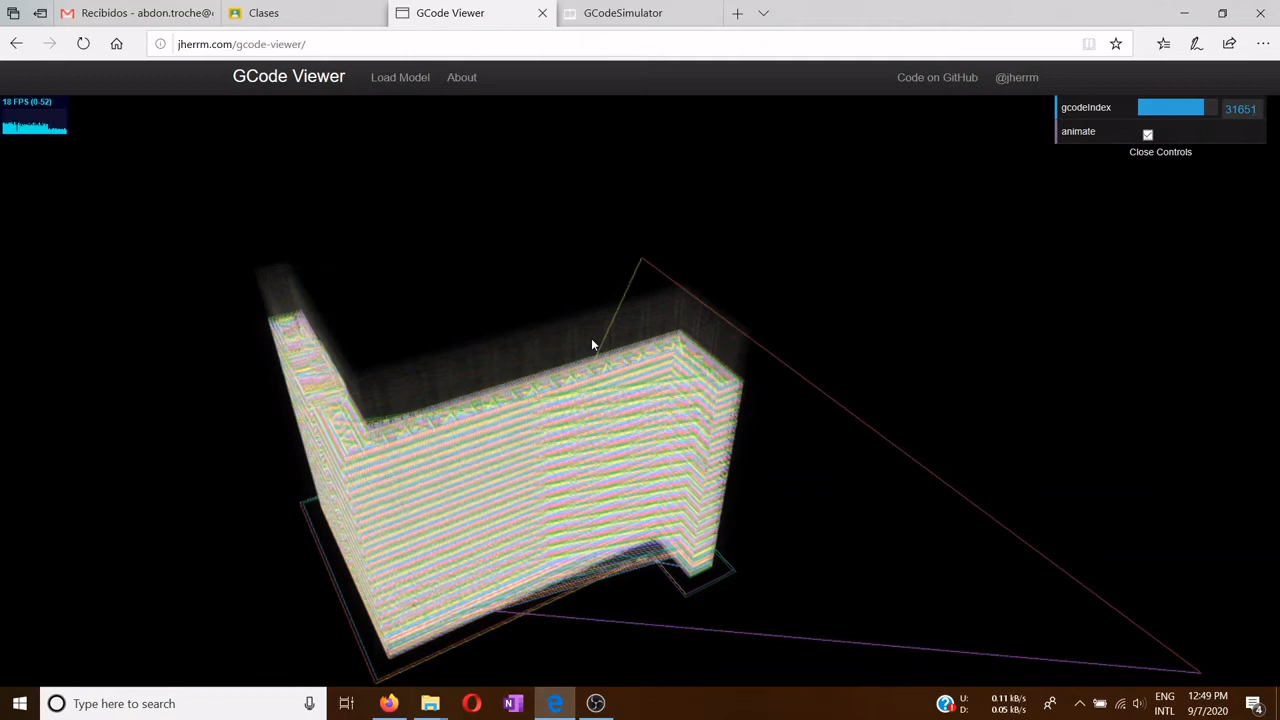 Recibidos - abdon.troche@
Clases
GCode Viewer
GCodeSimulator
jherrm.com/gcode-viewer/
GCode Viewer
Load Model
About
Code on GitHub
@jherrm
18 FPS (0-52)
gcodeIndex
31651
animate
Close Controls
Type here to search
U:
D:
0.11 kB/s
0.05 kB/s
ENG
INTL
12:49 PM
9/7/2020
4